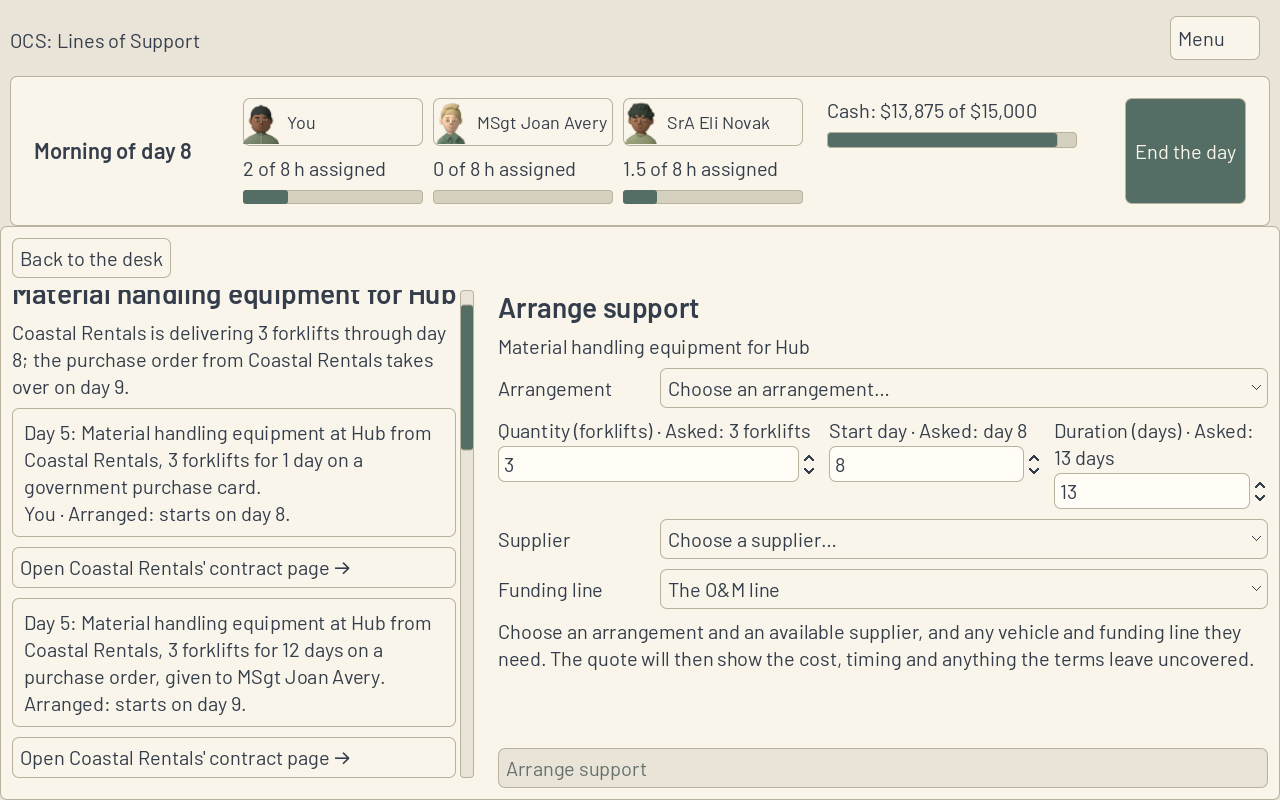 OCS: Lines of Support
Menu
Morning of day 8
You
MSgt Joan Avery
SrA Eli Novak
2 of 8 h assigned
0 of 8 h assigned
1.5 of 8 h assigned
Cash: $13,875 of $15,000
End the day
Back to the desk
Material handling equipment for Hub
Coastal Rentals is delivering 3 forklifts through day
8; the purchase order from Coastal Rentals takes
over on day 9.
Day 5: Material handling equipment at Hub from
Coastal Rentals, 3 forklifts for 1 day on a
government purchase card.
You · Arranged: starts on day 8.
Open Coastal Rentals' contract page →
Day 5: Material handling equipment at Hub from
Coastal Rentals, 3 forklifts for 12 days on a
purchase order, given to MSgt Joan Avery.
Arranged: starts on day 9.
Open Coastal Rentals' contract page →
Arrange support
Material handling equipment for Hub
Arrangement
Choose an arrangement...
Quantity (forklifts) · Asked: 3 forklifts
3
Start day · Asked: day 8
8
Duration (days) · Asked:
13 days
13
Supplier
Choose a supplier...
Funding line
The O&M line
Choose an arrangement and an available supplier, and any vehicle and funding line they
need. The quote will then show the cost, timing and anything the terms leave uncovered.
Arrange support